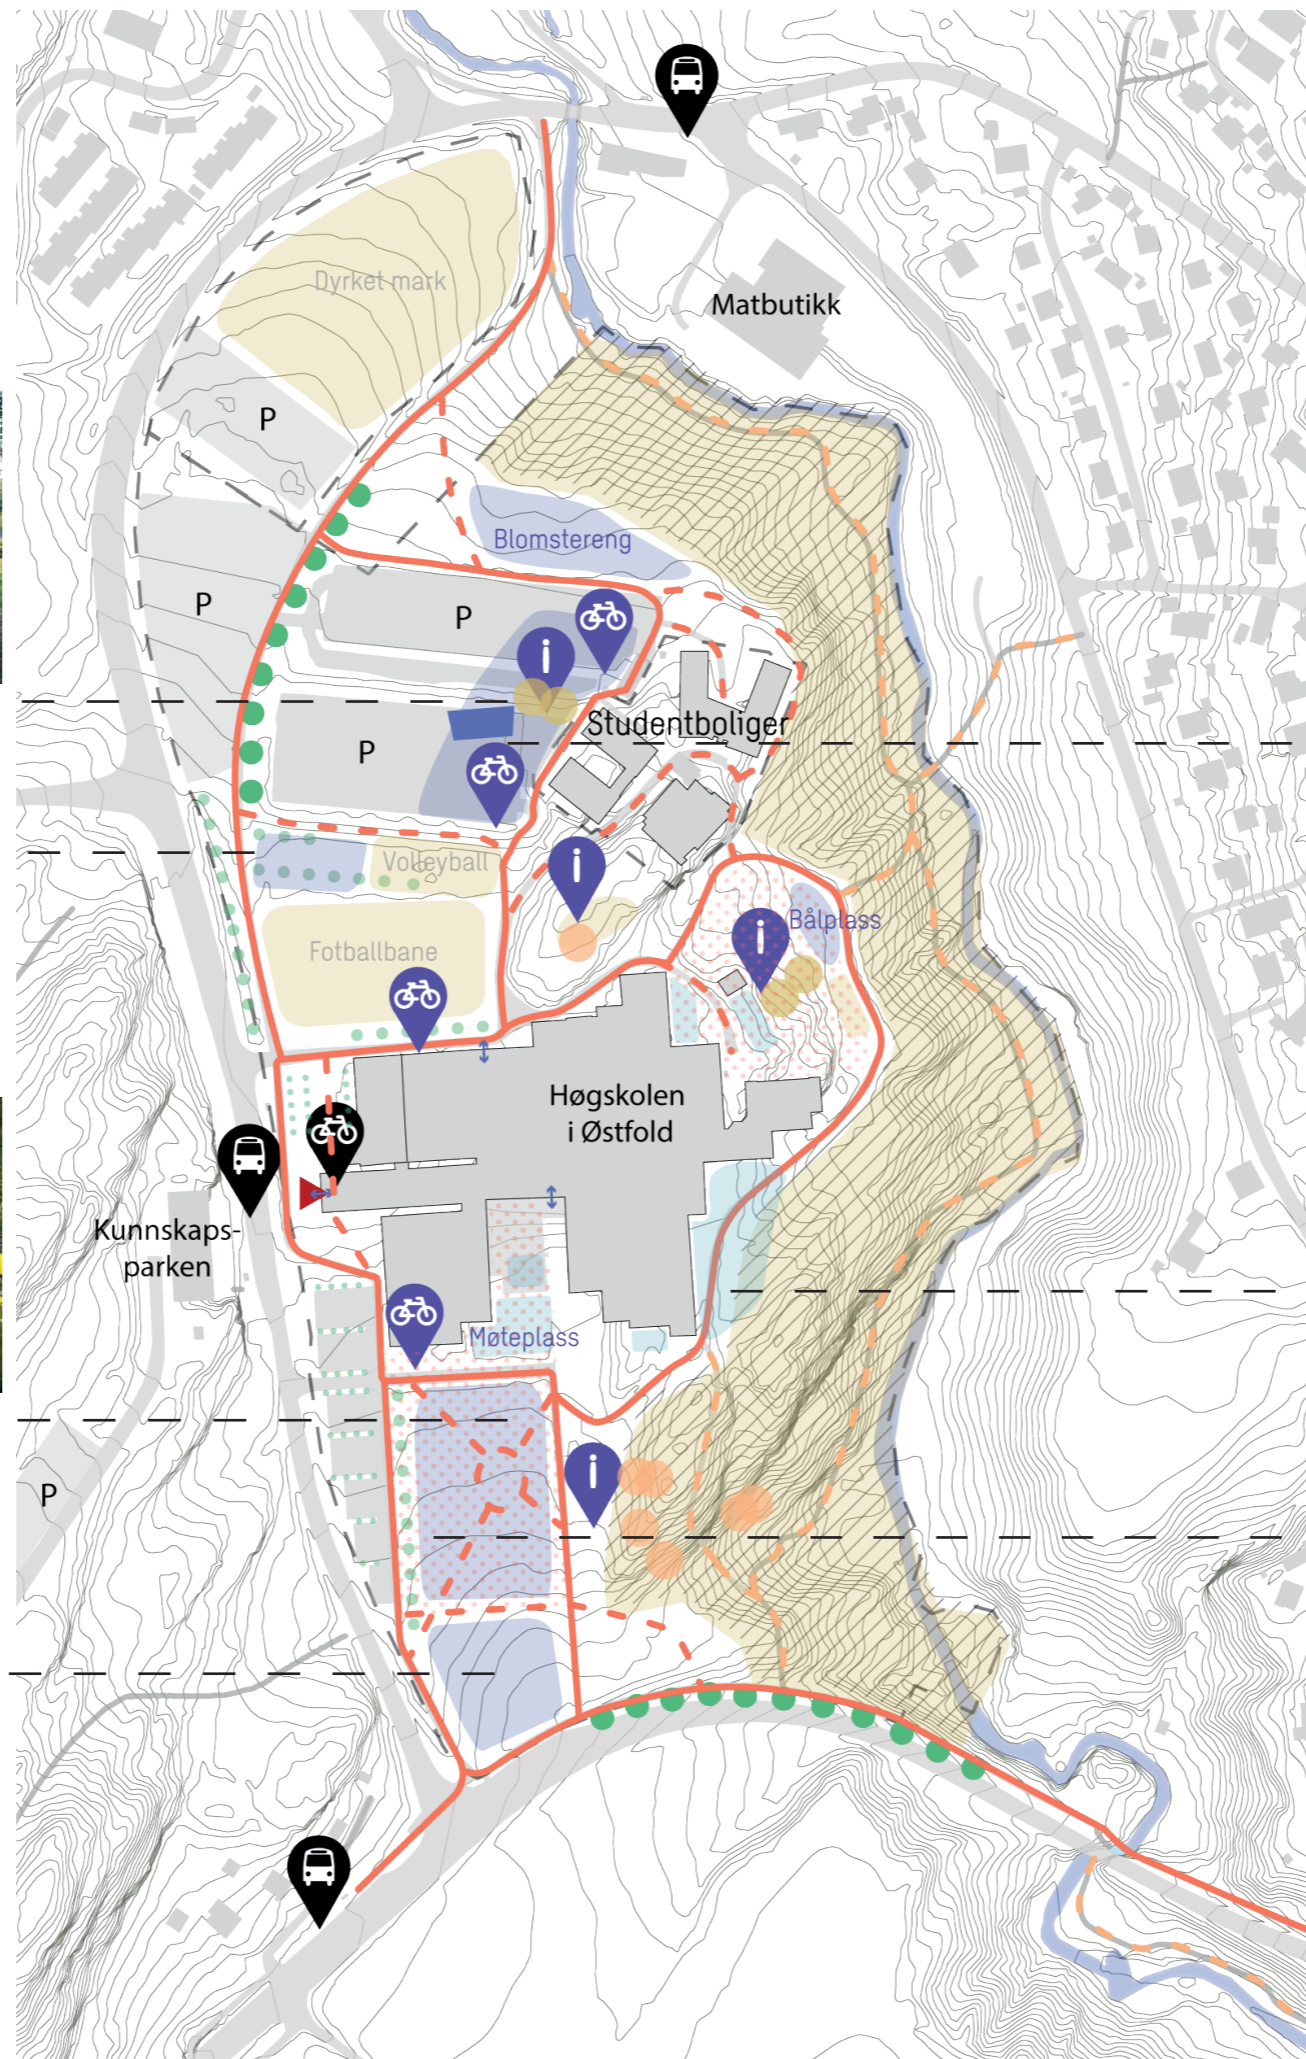 Matbutikk
Dyrket mark
P
Blomstereng
P
P
i
Studentboliger
P
Volleyball
i
Bålplass
i
Fotballbane
Høgskolen
i Østfold
Kunnskaps-
parken
Møteplass
i
P